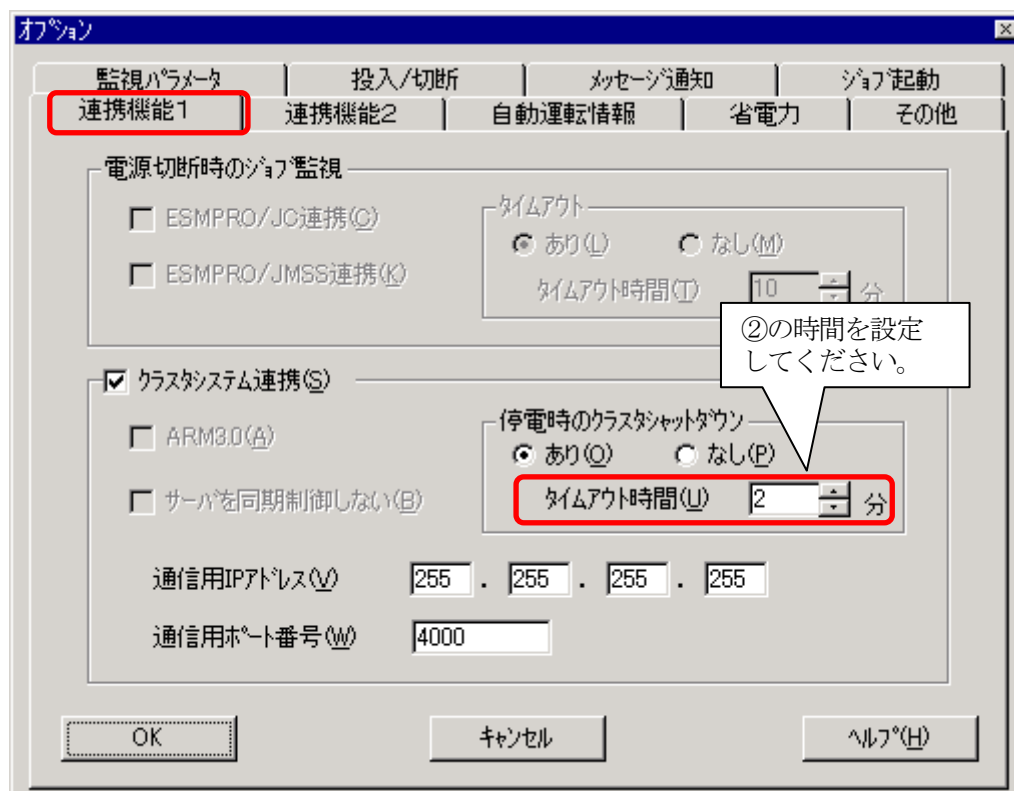 オプション
監視パラメータ 投入/切断 メッセージ通知 ジョブ起動
連携機能1 連携機能2 自動運転情報 省電力 その他
電源切断時のジョブ監視
ESMPRO/JC連携(C)
ESMPRO/JMSS連携(K)
タイムアウト
あり(L) なし(M)
タイムアウト時間(T) 10 分
②の時間を設定
してください。
クラスタシステム連携(S)
ARM3.0(A)
サーバを同期制御しない(B)
停電時のクラスタシャットダウン
あり(O) なし(P)
タイムアウト時間(U) 2 分
通信用IPアドレス(V) 255 . 255 . 255 . 255
通信用ポート番号(W) 4000
OK キャンセル ヘルプ(H)